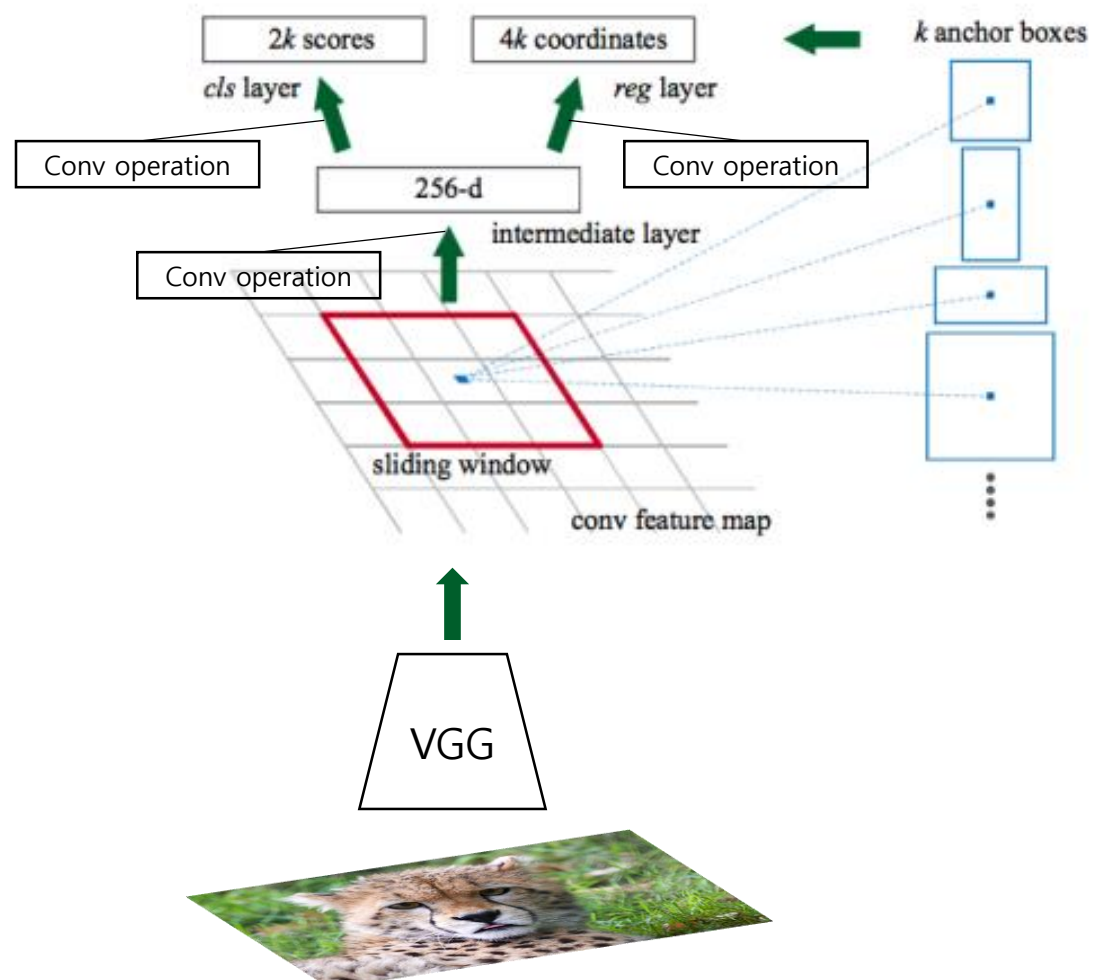 2k scores
4k coordinates
k anchor boxes
cls layer
reg layer
Conv operation
Conv operation
256-d
intermediate layer
Conv operation
sliding window
conv feature map
VGG